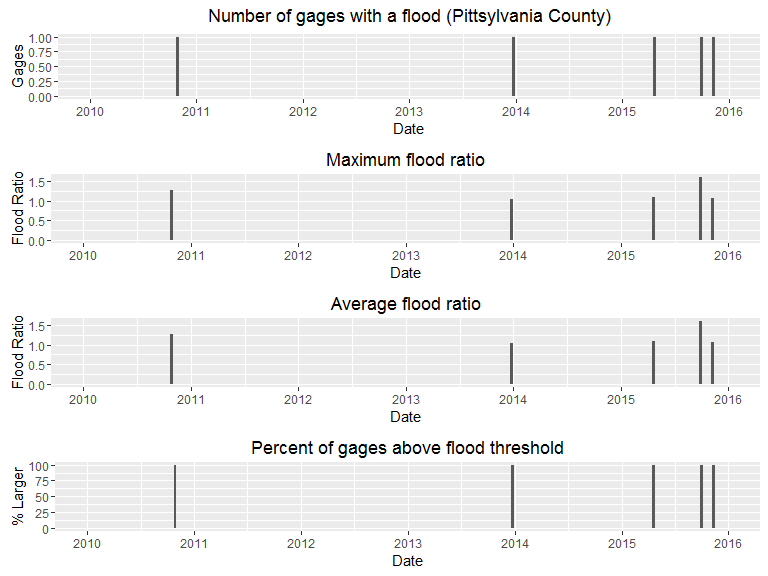 Number of gages with a flood (Pittsylvania County)
Gages
1.00
0.75
0.50
0.25
0.00
2010 2011 2012 2013 2014 2015 2016
Date
Maximum flood ratio
Flood Ratio
1.5
1.0
0.5
0.0
2010 2011 2012 2013 2014 2015 2016
Date
Average flood ratio
Flood Ratio
1.5
1.0
0.5
0.0
2010 2011 2012 2013 2014 2015 2016
Date
Percent of gages above flood threshold
% Larger
100
75
50
25
0
2010 2011 2012 2013 2014 2015 2016
Date